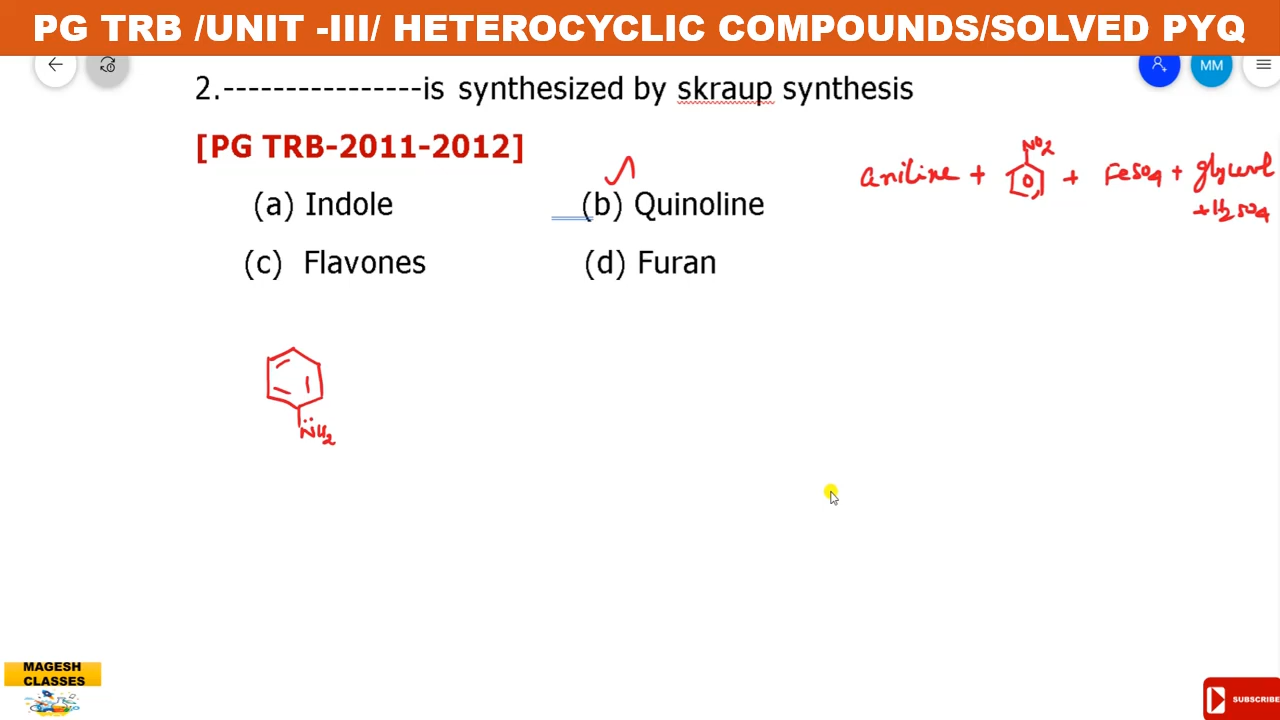 PG TRB /UNIT -III/ HETEROCYCLIC COMPOUNDS/SOLVED PYQ
MM
2.----------------is synthesized by skraup synthesis
[PG TRB-2011-2012]
(a) Indole
(b) Quinoline
(c) Flavones
(d) Furan
NO2
aniline + + FeSO4 + glycerol
+H2SO4
NH2
MAGESH
CLASSES
SUBSCRIBE